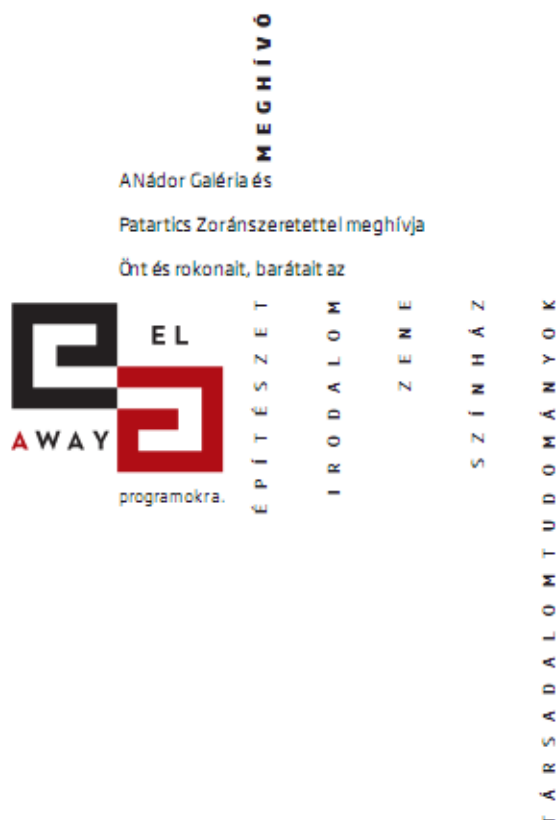 MEGHÍVÓ
A Nádor Galéria és
Patartics Zoránszeretettel meghívja
Önt és rokonait, barátait az
EL
AWAY
programokra.
ÉPÍTÉSZET
IRODALOM
ZENE
SZÍNHÁZ
TÁRSADALOMTUDOMÁNYOK